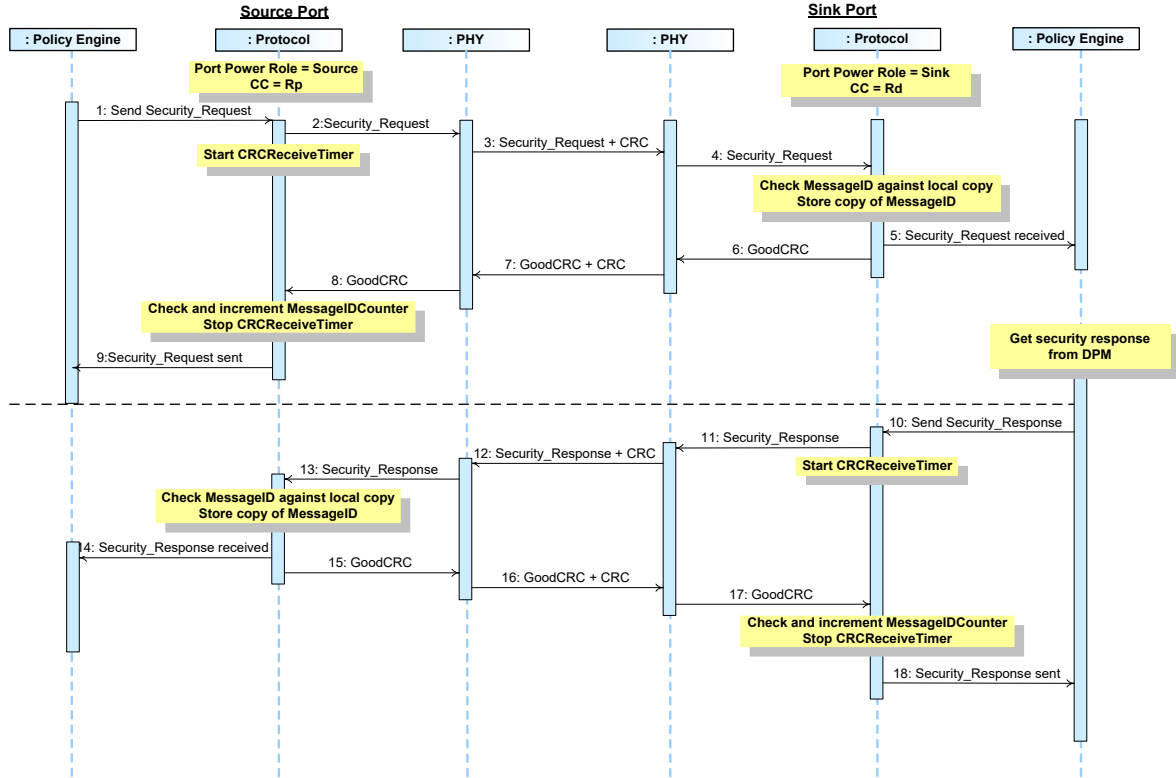 Source Port
Sink Port
: Policy Engine
: Protocol
: PHY
: PHY
: Protocol
: Policy Engine
Port Power Role = Source
CC = Rp
Port Power Role = Sink
CC = Rd
1: Send Security_Request
2:Security_Request
Start CRCReceiveTimer
3: Security_Request + CRC
4: Security_Request
Check MessageID against local copy
Store copy of MessageID
5: Security_Request received
6: GoodCRC
7: GoodCRC + CRC
8: GoodCRC
Check and increment MessageIDCounter
Stop CRCReceiveTimer
9:Security_Request sent
Get security response
from DPM
10: Send Security_Response
11: Security_Response
Start CRCReceiveTimer
12: Security_Response + CRC
13: Security_Response
Check MessageID against local copy
Store copy of MessageID
14: Security_Response received
15: GoodCRC
16: GoodCRC + CRC
17: GoodCRC
Check and increment MessageIDCounter
Stop CRCReceiveTimer
18: Security_Response sent